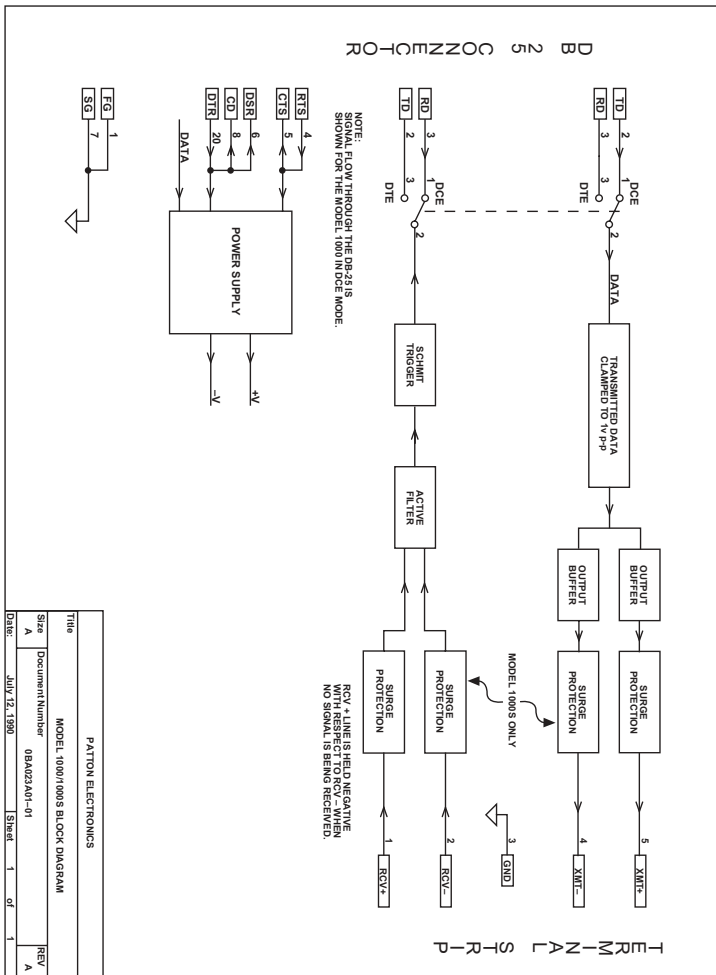 DB 25 CONNECTOR
TD 2
RD 3
1 DCE
3 DTE
2
DATA
TRANSMITTED DATA
CLAMPED TO 1v p-p
OUTPUT
BUFFER
OUTPUT
BUFFER
SURGE
PROTECTION
SURGE
PROTECTION
5 XMT+
4 XMT–
MODEL 1000S ONLY
3 GND
RD 3
TD 2
1 DCE
3 DTE
2
SCHMIT
TRIGGER
ACTIVE
FILTER
SURGE
PROTECTION
SURGE
PROTECTION
2 RCV–
1 RCV+
TERMINAL STRIP
NOTE:
SIGNAL FLOW THROUGH THE DB-25 IS
SHOWN FOR THE MODEL 1000 IN DCE MODE.
RCV + LINE IS HELD NEGATIVE
WITH RESPECT TO RCV – WHEN
NO SIGNAL IS BEING RECEIVED.
RTS 4
CTS 5
DSR 6
CD 8
DTR 20
DATA
POWER SUPPLY
+V
–V
FG 1
SG 7
PATTON ELECTRONICS
Title
MODEL 1000/1000S BLOCK DIAGRAM
Size Document Number REV
A 0BA023A01–01 A
Date: July 12, 1990 Sheet 1 of 1